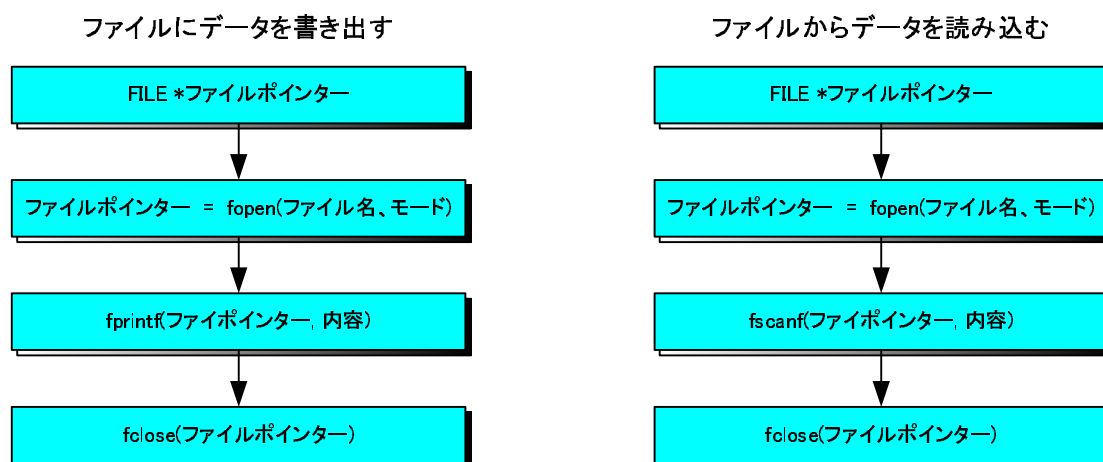 ファイルにデータを書き出す
FILE *ファイルポインター
ファイルポインター = fopen(ファイル名、モード)
fprintf(ファイポインター, 内容)
fclose(ファイルポインター)
ファイルからデータを読み込む
FILE *ファイルポインター
ファイルポインター = fopen(ファイル名、モード)
fscanf(ファイポインター, 内容)
fclose(ファイルポインター)